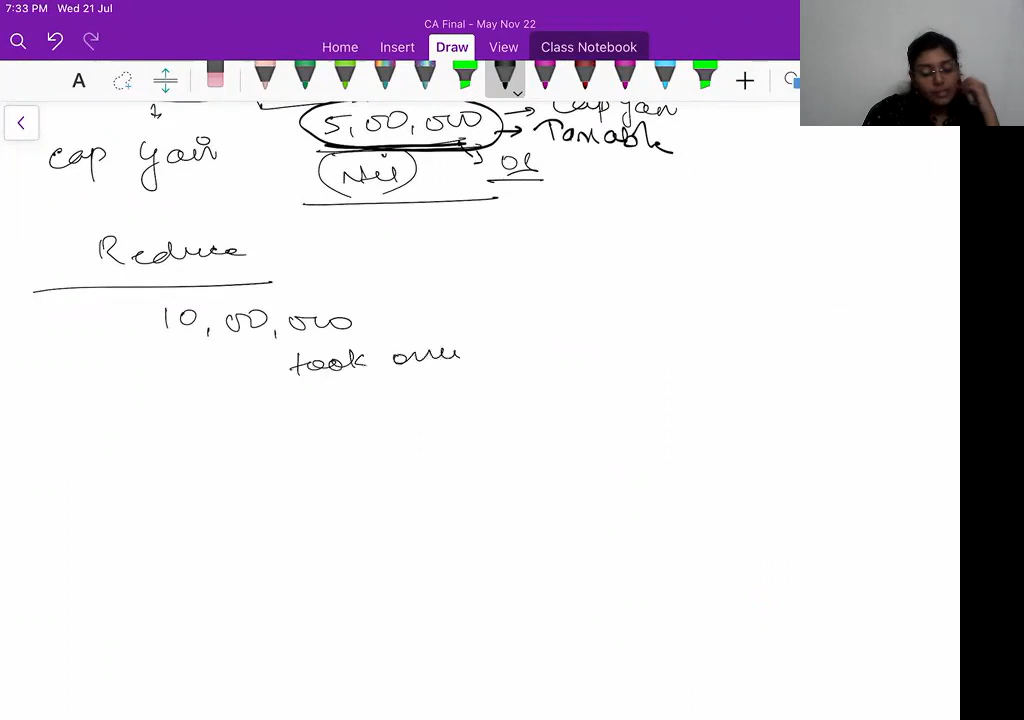 7:33 PM Wed 21 Jul
CA Final - May Nov 22
Home Insert Draw View Class Notebook
A
5,00,000 → Cap gain
→ Taxable
cap gain
Nil
Reduce
10,00,000
took over